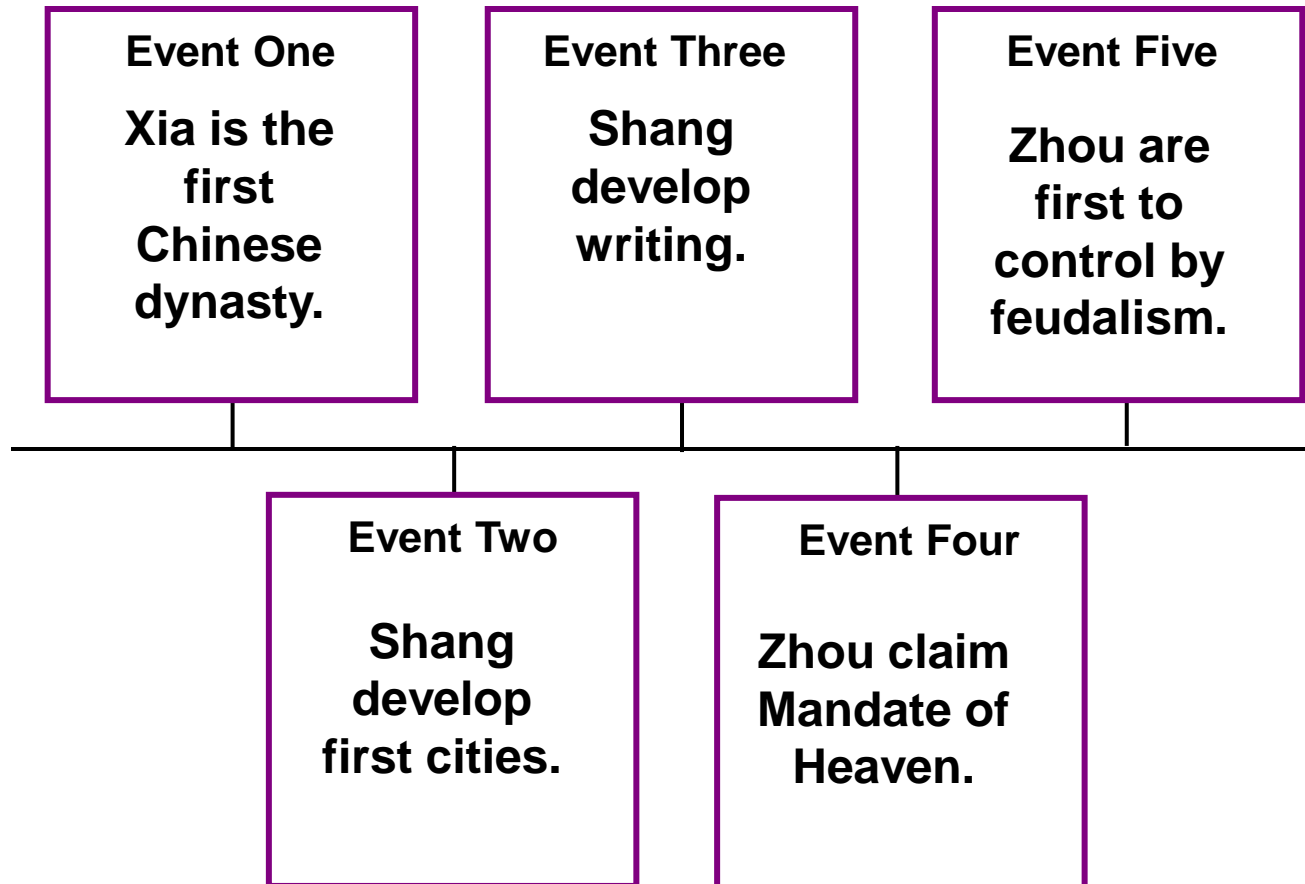 Event One
Xia is the
first
Chinese
dynasty.
Event Two
Shang
develop
first cities.
Event Three
Shang
develop
writing.
Event Four
Zhou claim
Mandate of
Heaven.
Event Five
Zhou are
first to
control by
feudalism.